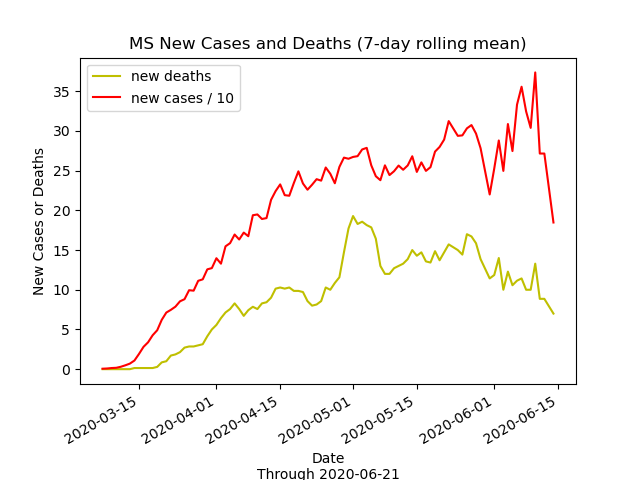 MS New Cases and Deaths (7-day rolling mean)
new deaths
new cases / 10
35
30
25
20
15
10
5
0
New Cases or Deaths
2020-03-15
2020-04-01
2020-04-15
2020-05-01
2020-05-15
2020-06-01
2020-06-15
Date
Through 2020-06-21